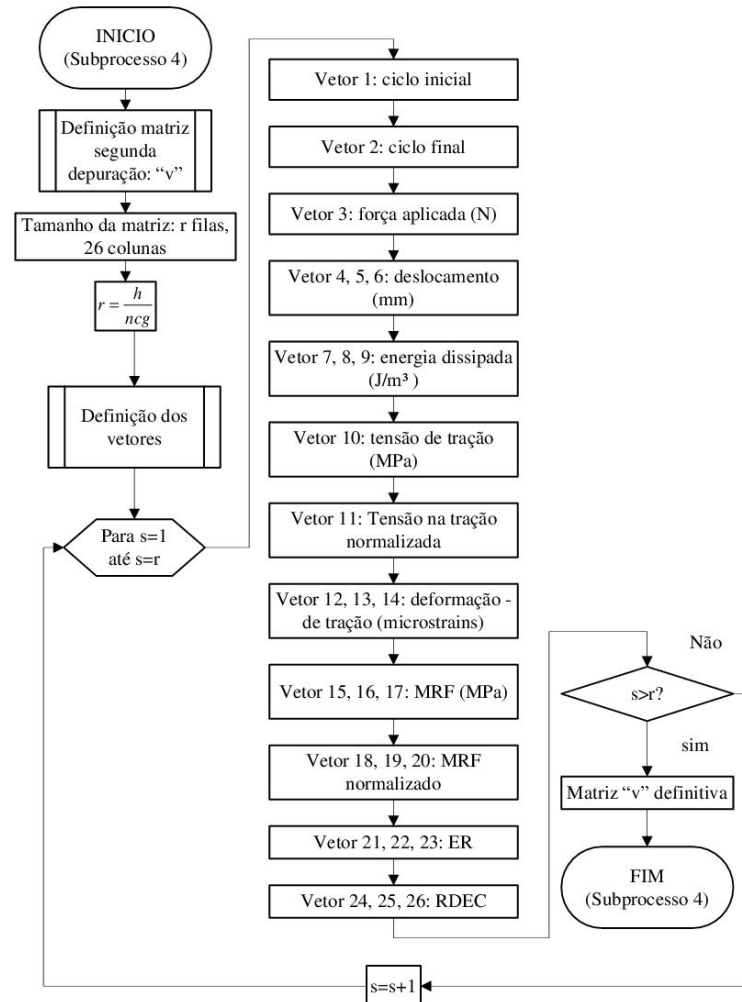 INICIO
(Subprocesso 4)
Definição matriz
segunda
depuração: “v”
Tamanho da matriz: r filas,
26 colunas
r = h
ncg
Definição dos
vetores
Para s=1
até s=r
Vetor 1: ciclo inicial
Vetor 2: ciclo final
Vetor 3: força aplicada (N)
Vetor 4, 5, 6: deslocamento
(mm)
Vetor 7, 8, 9: energia dissipada
(J/m³ )
Vetor 10: tensão de tração
(MPa)
Vetor 11: Tensão na tração
normalizada
Vetor 12, 13, 14: deformação -
de tração (microstrains)
Vetor 15, 16, 17: MRF (MPa)
Vetor 18, 19, 20: MRF
normalizado
Vetor 21, 22, 23: ER
Vetor 24, 25, 26: RDEC
Não
s>r?
sim
Matriz “v” definitiva
FIM
(Subprocesso 4)
s=s+1